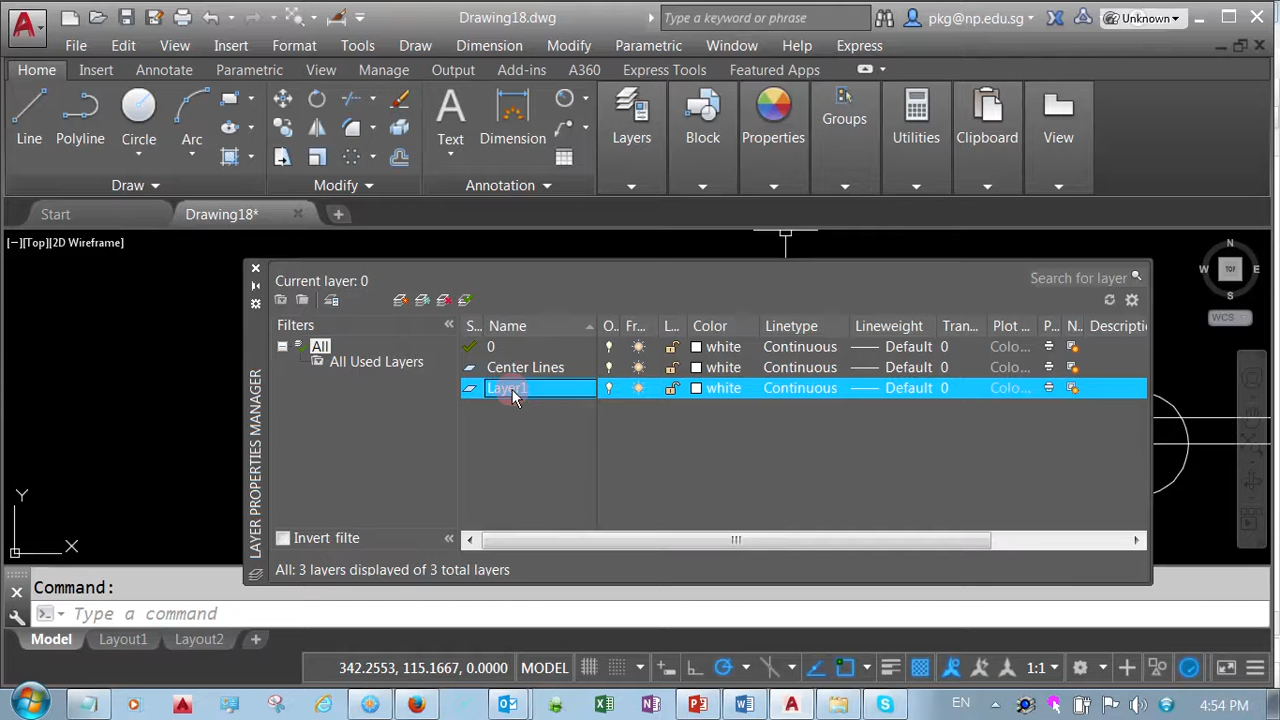 Drawing18.dwg
Type a keyword or phrase
pkg@np.edu.sg
Unknown
File Edit View Insert Format Tools Draw Dimension Modify Parametric Window Help Express
Home Insert Annotate Parametric View Manage Output Add-ins A360 Express Tools Featured Apps
Line Polyline Circle Arc
Text Dimension
Layers Block Properties Groups Utilities Clipboard View
Draw Modify Annotation
Start Drawing18*
[−][Top][2D Wireframe]
N
W TOP E
S
WCS
Current layer: 0
Search for layer
Filters
S.. Name O. Fr... L... Color Linetype Lineweight Tran... Plot ... P... N.. Descriptio
All
All Used Layers
0 white Continuous Default 0 Colo...
Center Lines white Continuous Default 0 Colo...
Layer1 white Continuous Default 0 Colo...
LAYER PROPERTIES MANAGER
Invert filte
All: 3 layers displayed of 3 total layers
Y
X
Command:
Type a command
Model Layout1 Layout2
342.2553, 115.1667, 0.0000 MODEL 1:1
EN 4:54 PM